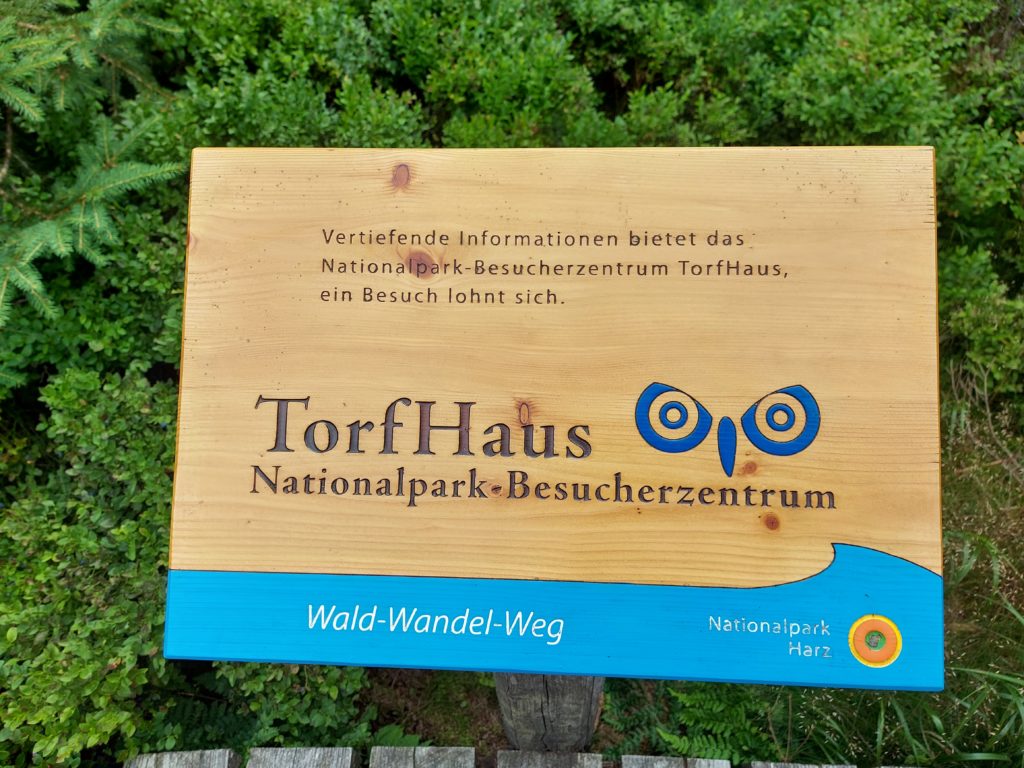 Vertiefende Informationen bietet das
Nationalpark-Besucherzentrum TorfHaus,
ein Besuch lohnt sich.
TorfHaus
Nationalpark-Besucherzentrum
Wald-Wandel-Weg
Nationalpark
Harz